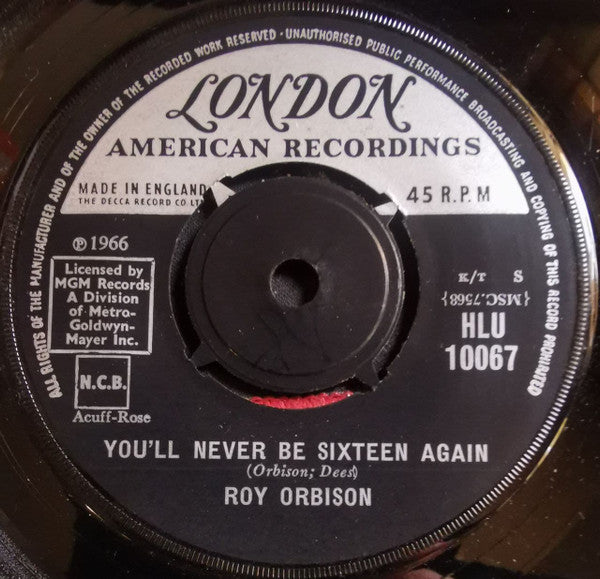 ALL RIGHTS OF THE MANUFACTURER AND OF THE OWNER OF THE RECORDED WORK RESERVED · UNAUTHORISED PUBLIC PERFORMANCE BROADCASTING AND COPYING OF THIS RECORD PROHIBITED
LONDON
AMERICAN RECORDINGS
MADE IN ENGLAND
THE DECCA RECORD CO LT
45 R.P.M
℗ 1966
Licensed by
MGM Records
A Division
of Metro-
Goldwyn-
Mayer Inc.
N.C.B.
Acuff-Rose
S K/T
{MSC.7568}
HLU
10067
YOU'LL NEVER BE SIXTEEN AGAIN
(Orbison; Dees)
ROY ORBISON